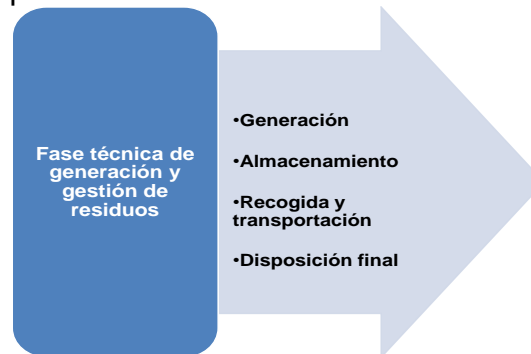 Fase técnica de
generación y
gestión de
residuos
•Generación
•Almacenamiento
•Recogida y
transportación
•Disposición final